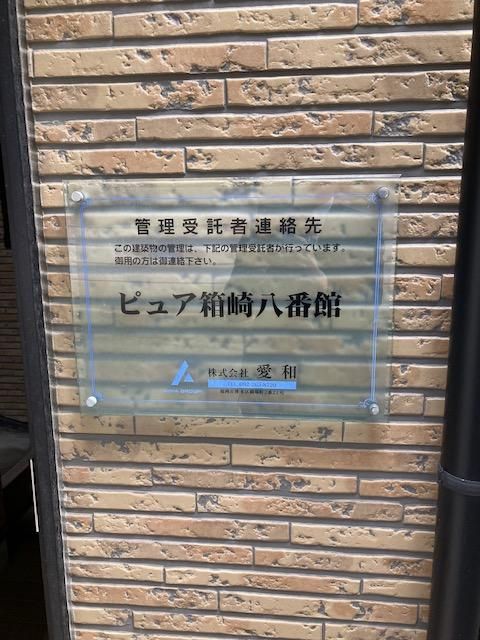 管理受託者連絡先
この建築物の管理は、下記の管理受託者が行っています。
御用の方は御連絡下さい。
ピュア箱崎八番館
株式会社 愛和